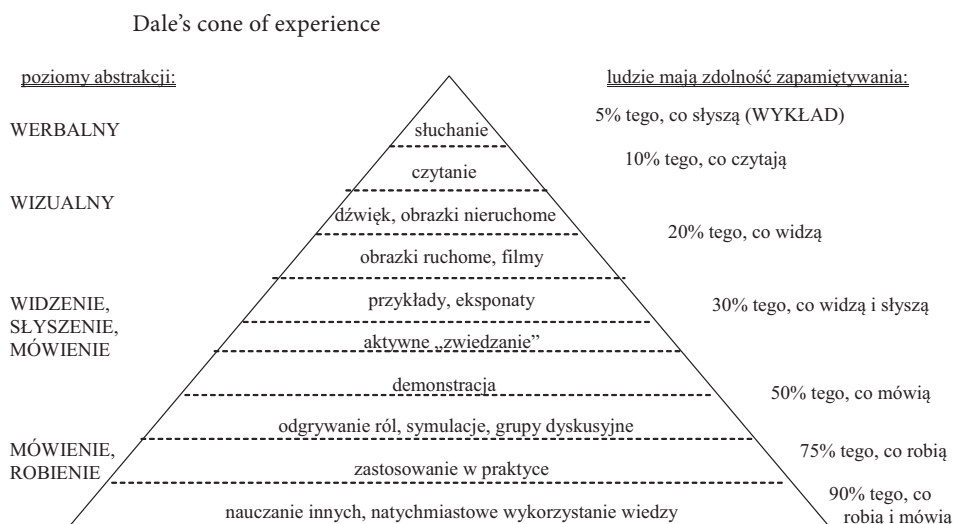 Dale’s cone of experience
poziomy abstrakcji:
ludzie mają zdolność zapamiętywania:
WERBALNY
słuchanie
5% tego, co słyszą (WYKŁAD)
czytanie
10% tego, co czytają
WIZUALNY
dźwięk, obrazki nieruchome
20% tego, co widzą
obrazki ruchome, filmy
WIDZENIE,
SŁYSZENIE,
MÓWIENIE
przykłady, eksponaty
30% tego, co widzą i słyszą
aktywne „zwiedzanie”
demonstracja
50% tego, co mówią
odgrywanie ról, symulacje, grupy dyskusyjne
MÓWIENIE,
ROBIENIE
75% tego, co robią
zastosowanie w praktyce
90% tego, co
robią i mówią
nauczanie innych, natychmiastowe wykorzystanie wiedzy